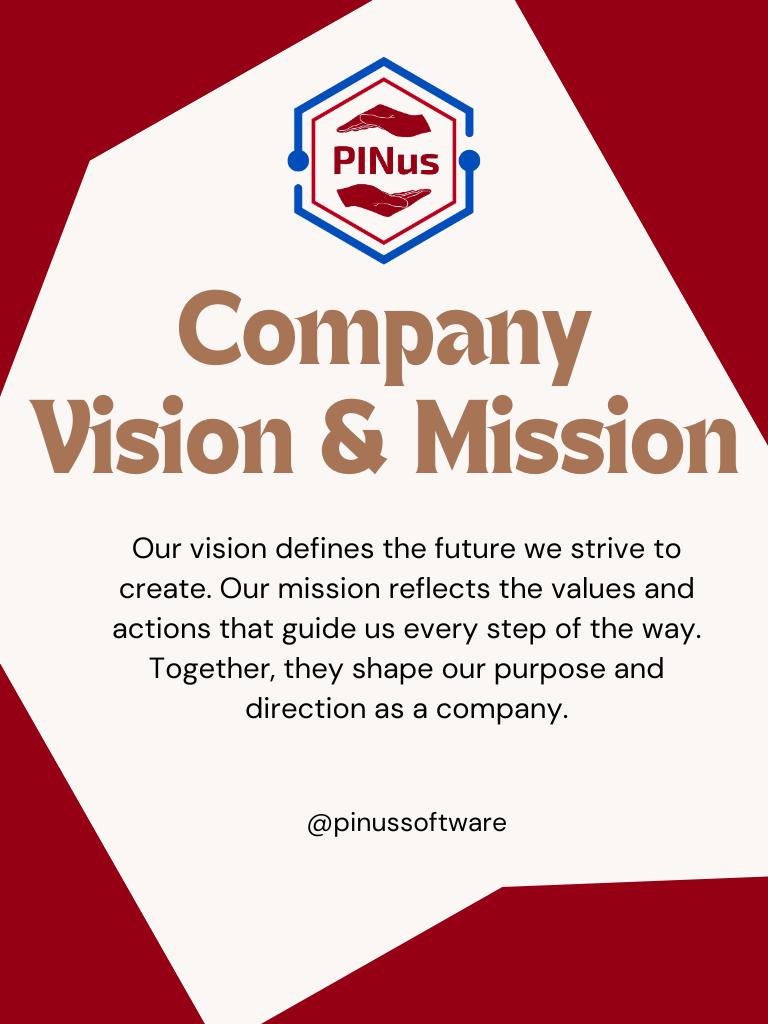 PINus
Company
Vision & Mission
Our vision defines the future we strive to
create. Our mission reflects the values and
actions that guide us every step of the way.
Together, they shape our purpose and
direction as a company.
@pinussoftware